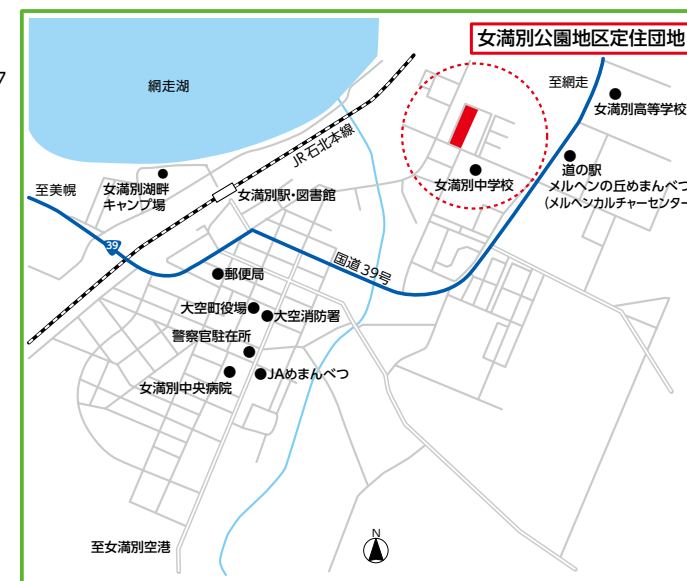 7
女満別公園地区定住団地
網走湖
至網走
女満別高等学校
JR石北本線
道の駅
メルヘンの丘めまんべつ
(メルヘンカルチャーセンター
女満別中学校
女満別湖畔
キャンプ場
至美幌
女満別駅・図書館
39
国道39号
郵便局
大空町役場
大空消防署
警察官駐在所
女満別中央病院
JAめまんべつ
至女満別空港
N